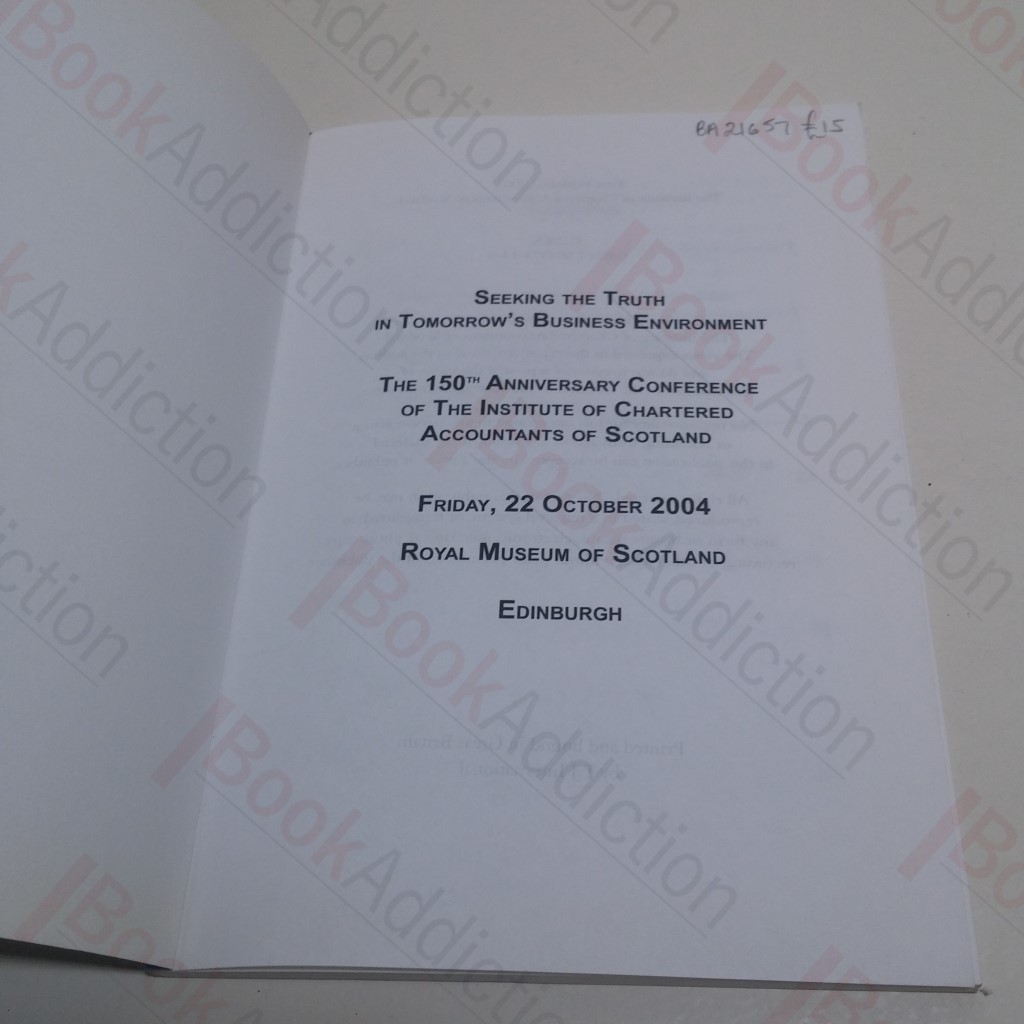 BA21657 £15
Seeking the Truth
in Tomorrow's Business Environment
The 150th Anniversary Conference
of The Institute of Chartered
Accountants of Scotland
Friday, 22 October 2004
Royal Museum of Scotland
Edinburgh
BookAddiction